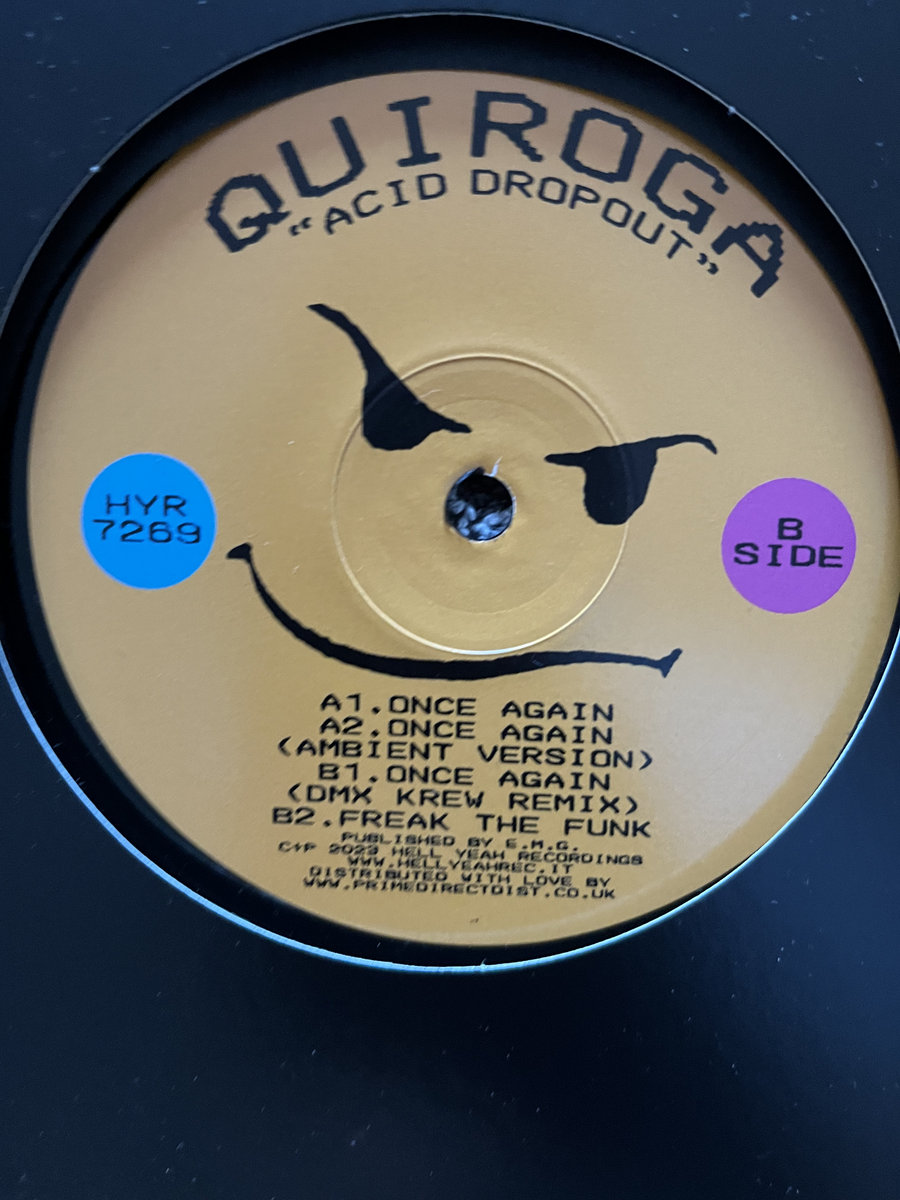 QUIROGA
“ACID DROPOUT”
HYR
7269
B
SIDE
A1.ONCE AGAIN
A2.ONCE AGAIN
(AMBIENT VERSION)
B1.ONCE AGAIN
(DMX KREW REMIX)
B2.FREAK THE FUNK
PUBLISHED BY E.M.G.
C+P 2023 HELL YEAH RECORDINGS
WWW.HELLYEAHREC.IT
DISTRIBUTED WITH LOVE BY
WWW.PRIMEDIRECTDIST.CO.UK